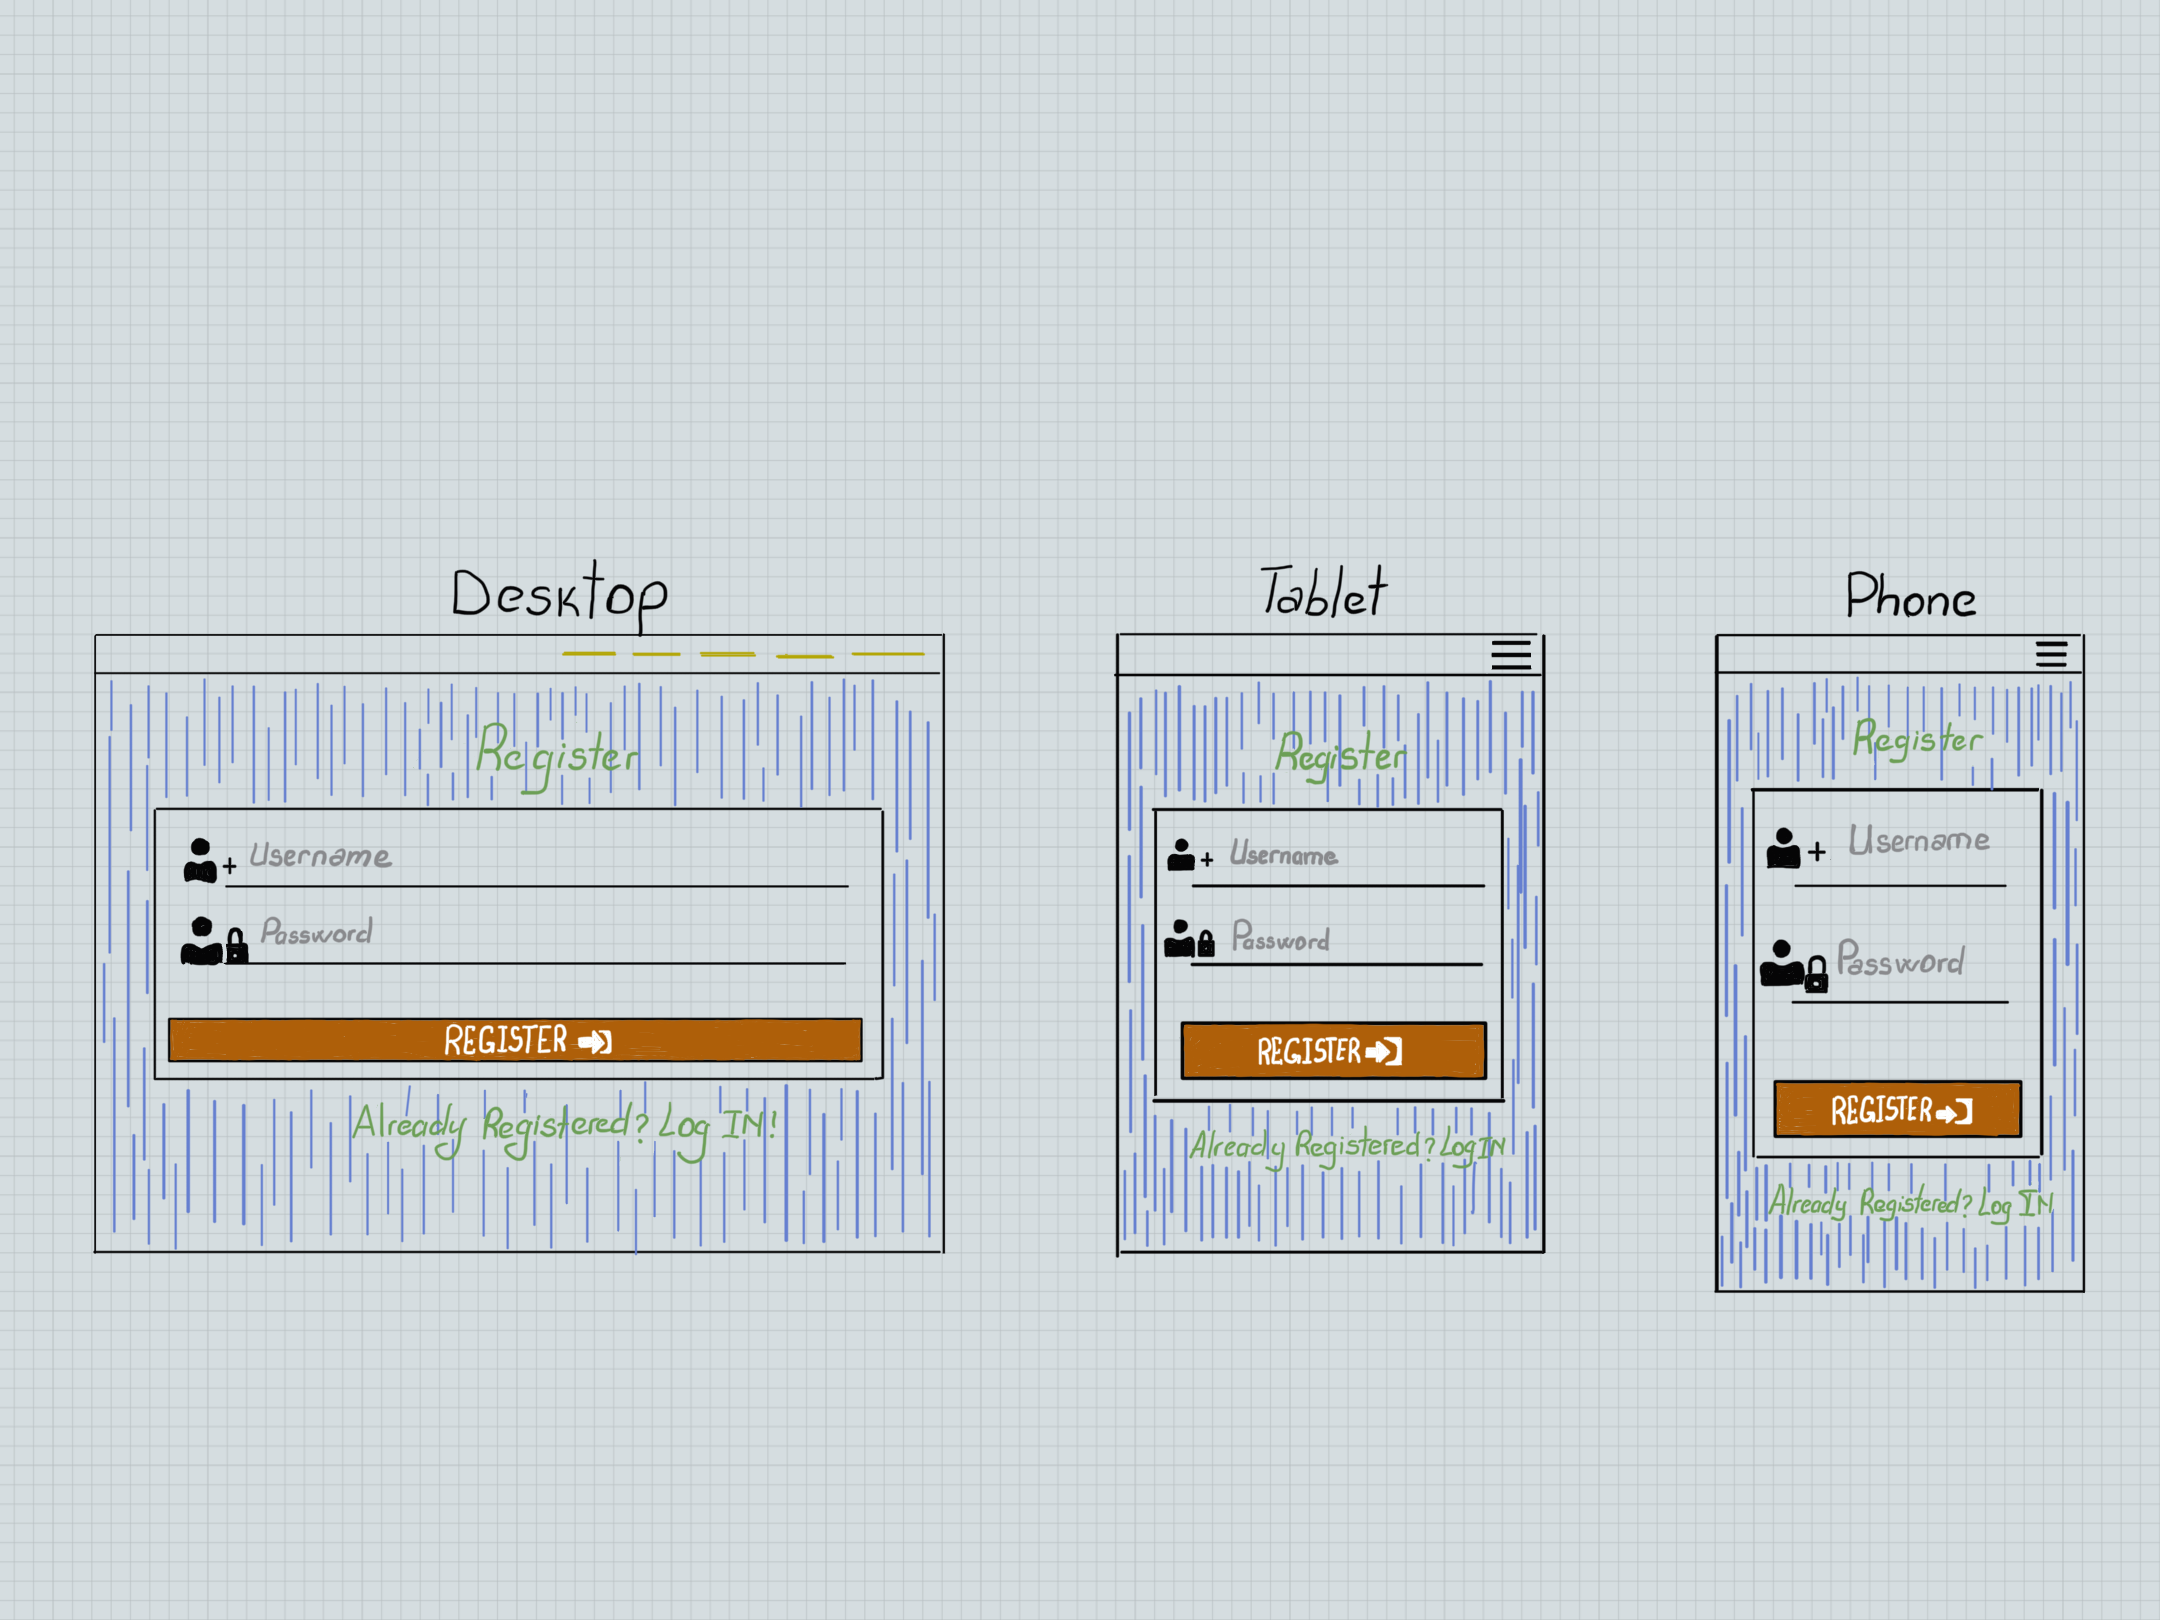 Desktop
Register
Username
Password
REGISTER
Already Registered? Log IN!
Tablet
Register
Username
Password
REGISTER
Already Registered? Log IN
Phone
Register
Username
Password
REGISTER
Already Registered? Log IN